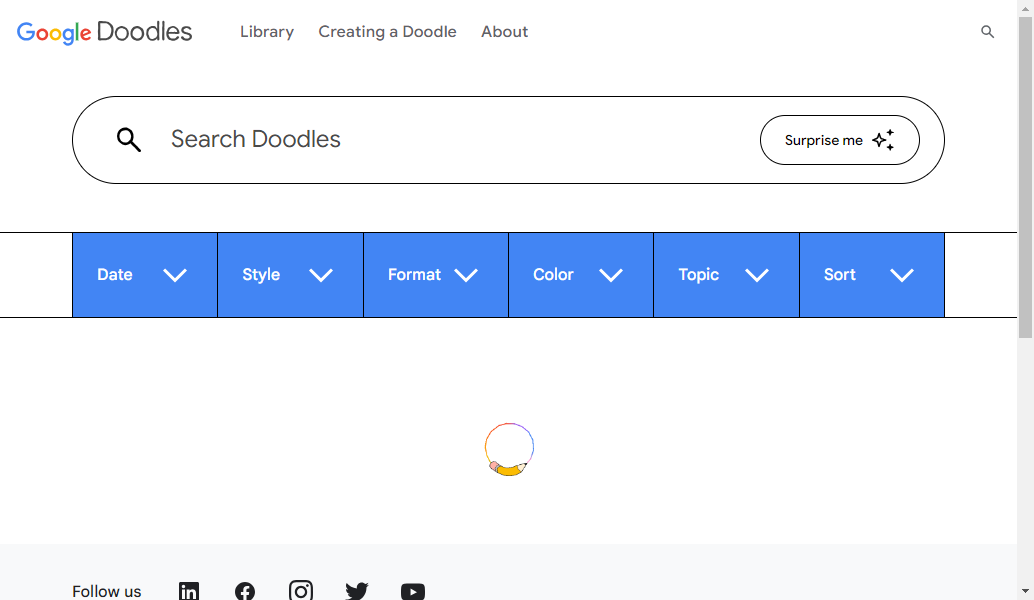 Google Doodles Library Creating a Doodle About
Search Doodles Surprise me
Date Style Format Color Topic Sort
Follow us